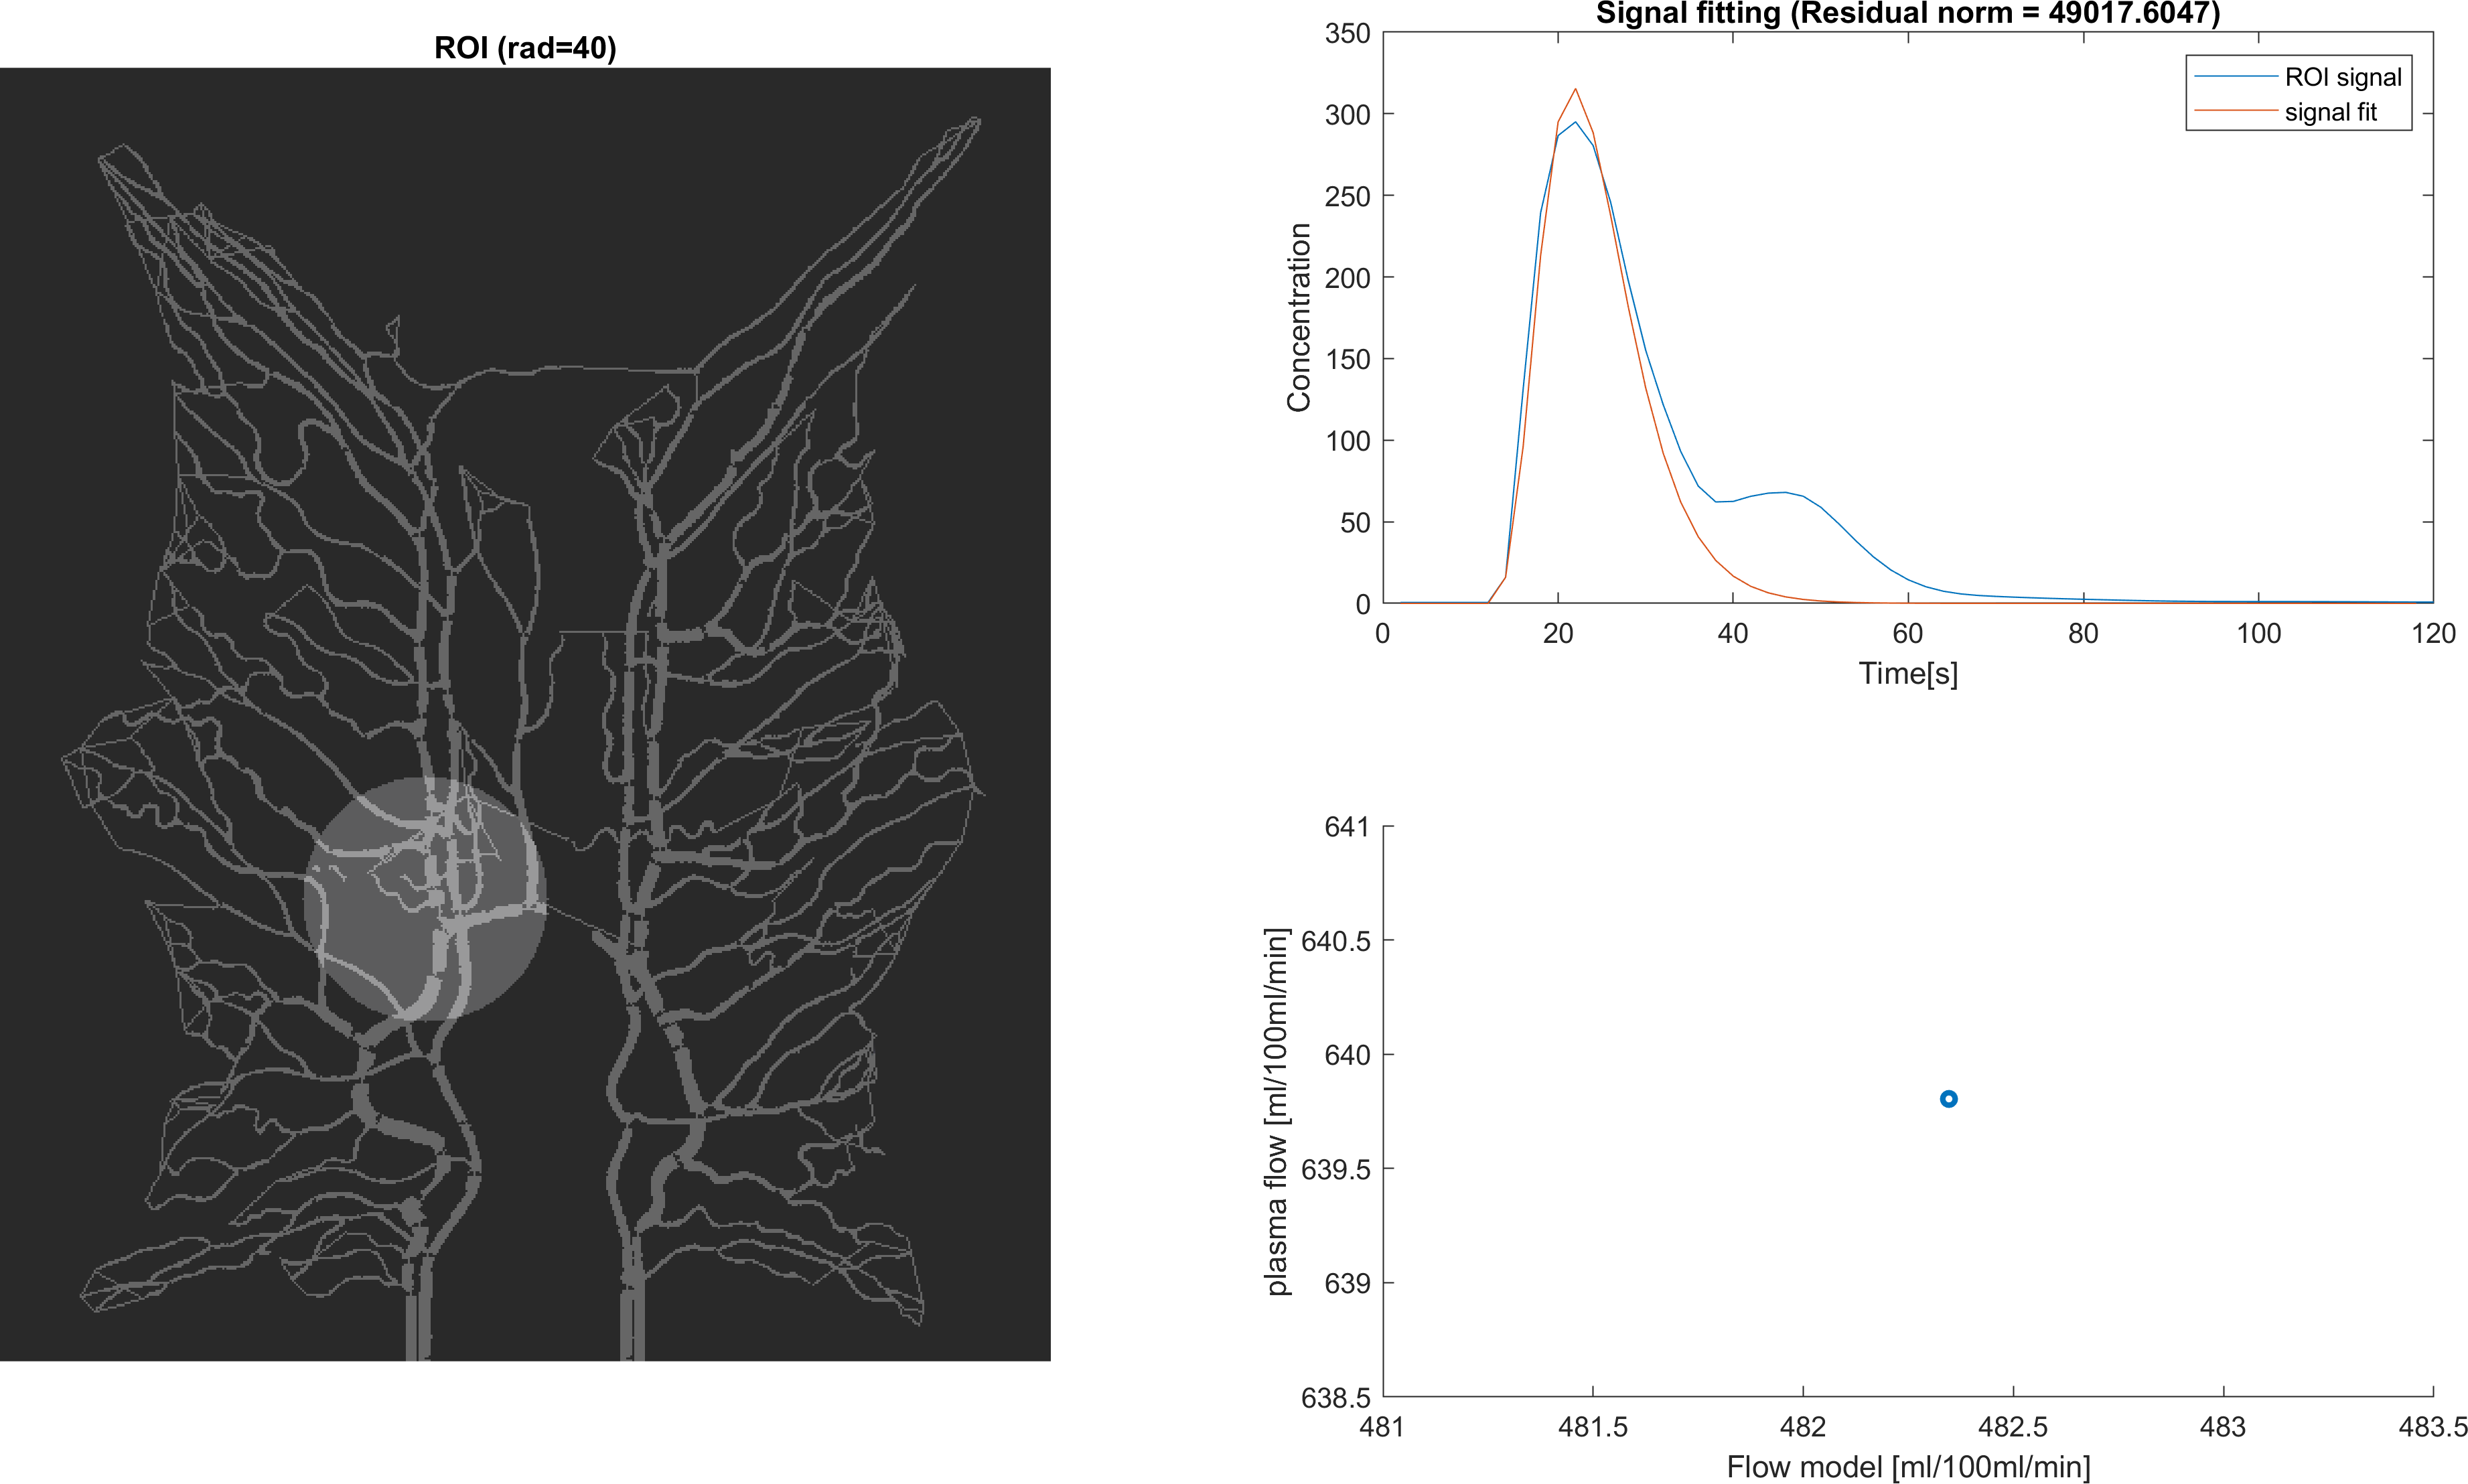 ROI (rad=40)
Signal fitting (Residual norm = 49017.6047)
350
300
250
200
150
100
50
0
Concentration
ROI signal
signal fit
0 20 40 60 80 100 120
Time[s]
641
640.5
640
639.5
639
638.5
plasma flow [ml/100ml/min]
481 481.5 482 482.5 483 483.5
Flow model [ml/100ml/min]